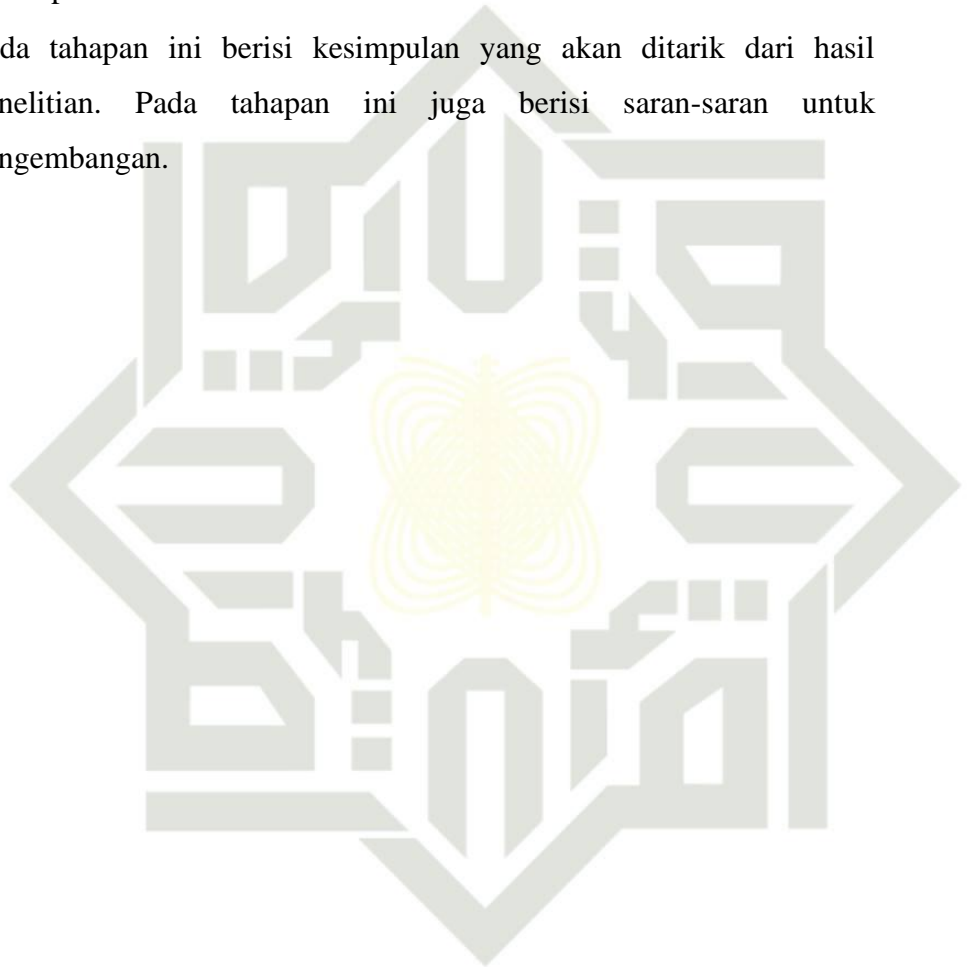 da tahapan ini berisi kesimpulan yang akan ditarik dari hasil
nelitian. Pada tahapan ini juga berisi saran-saran untuk
ngembangan.